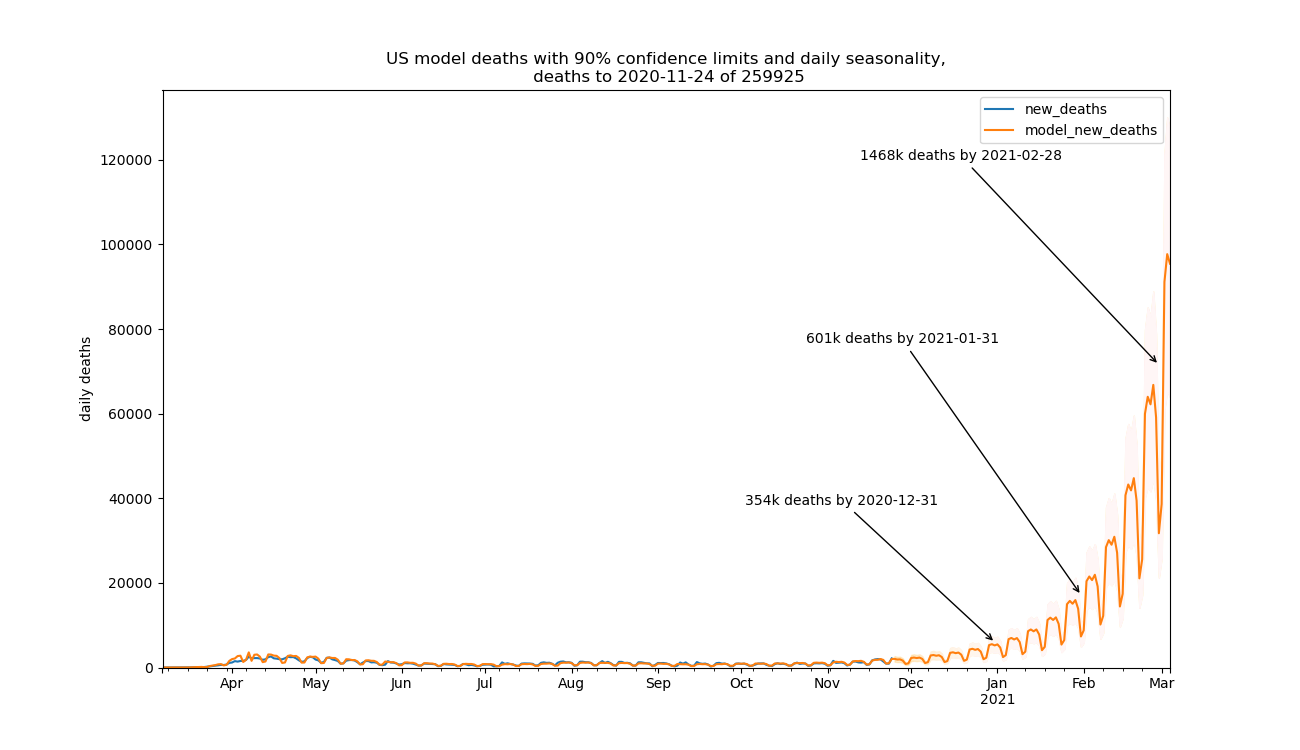 US model deaths with 90% confidence limits and daily seasonality,
deaths to 2020-11-24 of 259925
new_deaths
model_new_deaths
1468k deaths by 2021-02-28
601k deaths by 2021-01-31
354k deaths by 2020-12-31
daily deaths
120000
100000
80000
60000
40000
20000
0
Apr May Jun Jul Aug Sep Oct Nov Dec Jan Feb Mar
2021